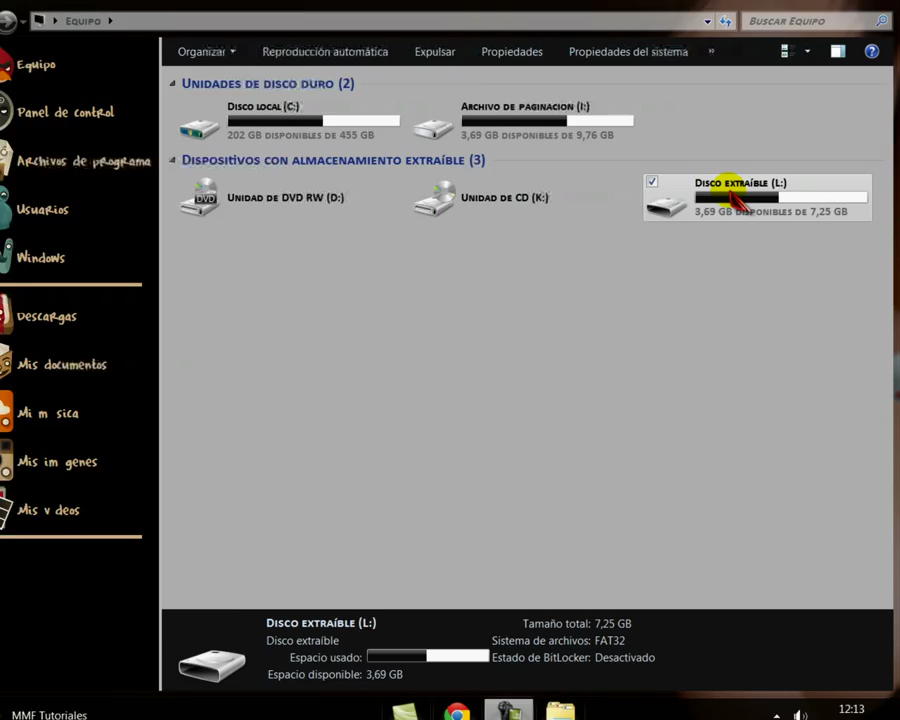 Equipo
Buscar Equipo
Organizar
Reproducción automática
Expulsar
Propiedades
Propiedades del sistema
»
Equipo
Panel de control
Archivos de programa
Usuarios
Windows
Descargas
Mis documentos
Mi m sica
Mis im genes
Mis v deos
Unidades de disco duro (2)
Disco local (C:)
202 GB disponibles de 455 GB
Archivo de paginacion (I:)
3,69 GB disponibles de 9,76 GB
Dispositivos con almacenamiento extraíble (3)
DVD
Unidad de DVD RW (D:)
Unidad de CD (K:)
Disco extraíble (L:)
3,69 GB disponibles de 7,25 GB
Disco extraíble (L:)
Disco extraíble
Espacio usado:
Espacio disponible: 3,69 GB
Tamaño total: 7,25 GB
Sistema de archivos: FAT32
Estado de BitLocker: Desactivado
MMF Tutoriales
12:13